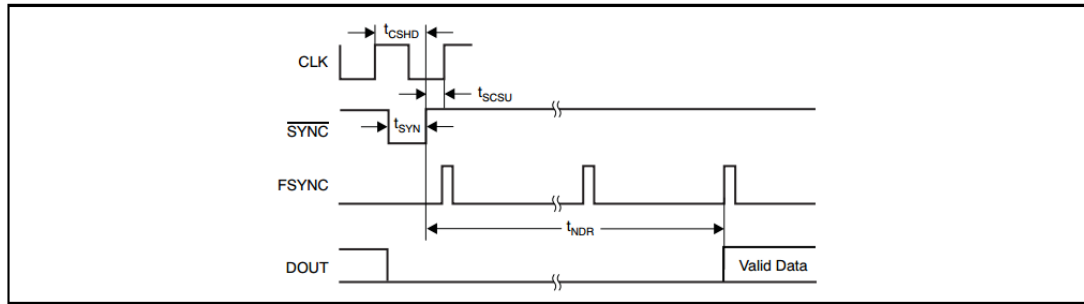 tCSHD
CLK
tSCSU
SYNC
tSYN
FSYNC
tNDR
DOUT
Valid Data